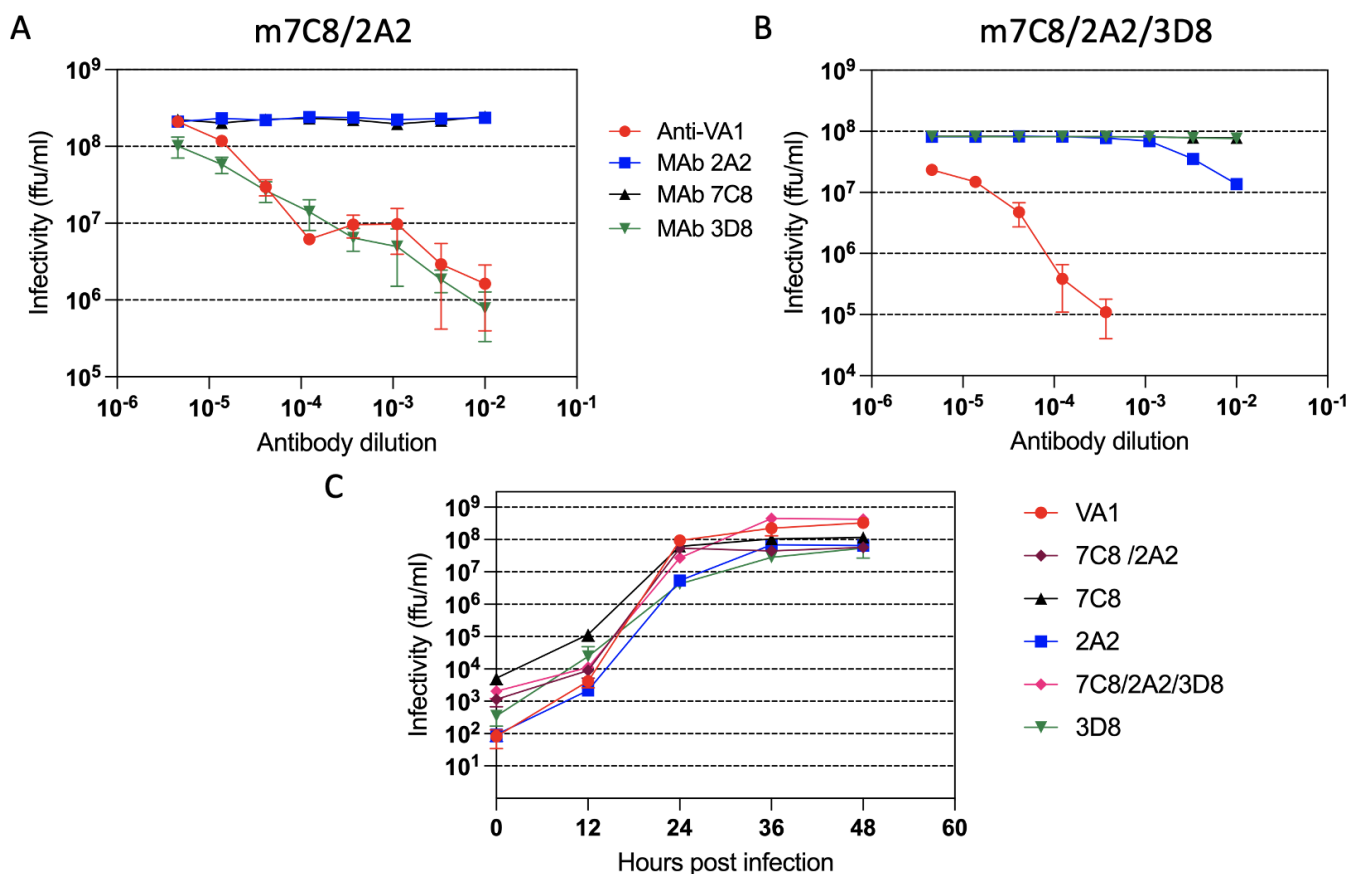 A
m7C8/2A2
B
m7C8/2A2/3D8
10^9
10^8
10^7
10^6
10^5
Infectivity (ffu/ml)
10^-6
10^-5
10^-4
10^-3
10^-2
10^-1
Antibody dilution
Anti-VA1
MAb 2A2
MAb 7C8
MAb 3D8
10^9
10^8
10^7
10^6
10^5
10^4
Infectivity (ffu/ml)
10^-6
10^-5
10^-4
10^-3
10^-2
10^-1
Antibody dilution
C
10^9
10^8
10^7
10^6
10^5
10^4
10^3
10^2
10^1
Infectivity (ffu/ml)
0
12
24
36
48
60
Hours post infection
VA1
7C8 /2A2
7C8
2A2
7C8/2A2/3D8
3D8